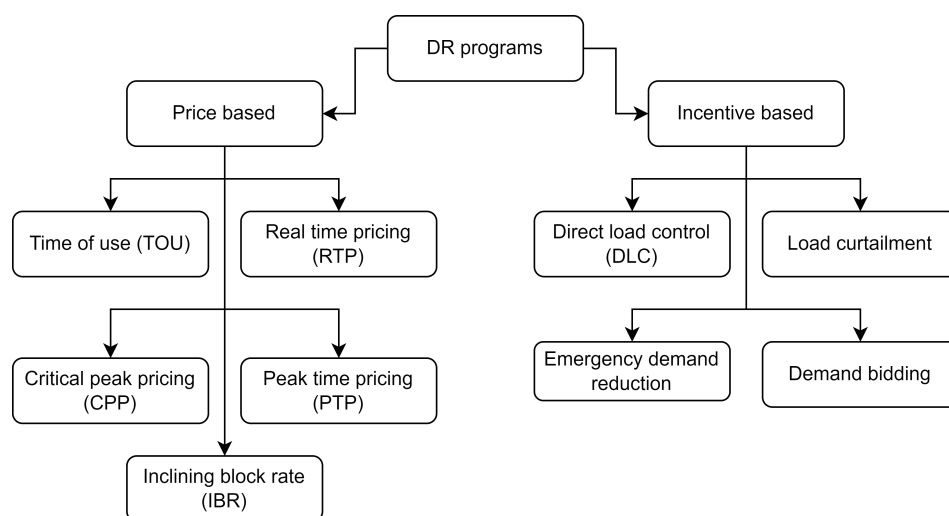 DR programs
Price based
Incentive based
Time of use (TOU)
Real time pricing
(RTP)
Direct load control
(DLC)
Load curtailment
Critical peak pricing
(CPP)
Peak time pricing
(PTP)
Emergency demand
reduction
Demand bidding
Inclining block rate
(IBR)